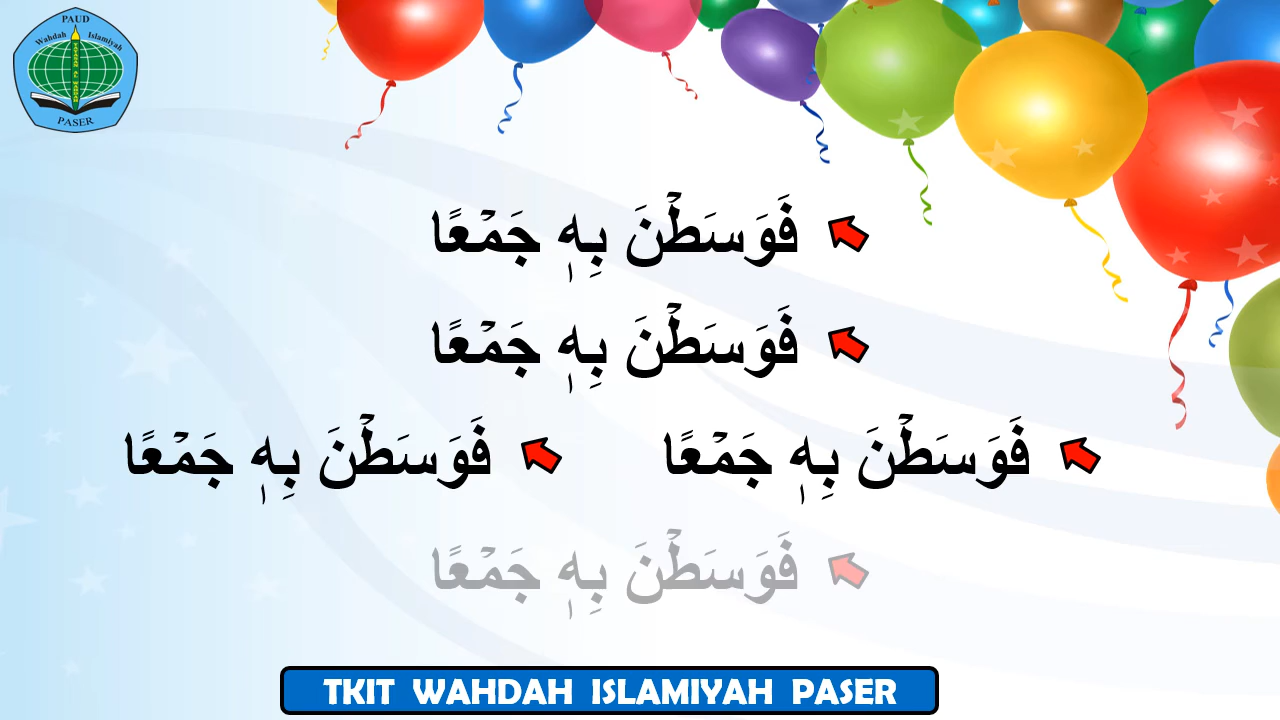 PAUD
Wahdah Islamiyah
PASER
فَوَسَطۡنَ بِهٖ جَمۡعًا
فَوَسَطۡنَ بِهٖ جَمۡعًا
فَوَسَطۡنَ بِهٖ جَمۡعًا فَوَسَطۡنَ بِهٖ جَمۡعًا
فَوَسَطۡنَ بِهٖ جَمۡعًا
TKIT WAHDAH ISLAMIYAH PASER